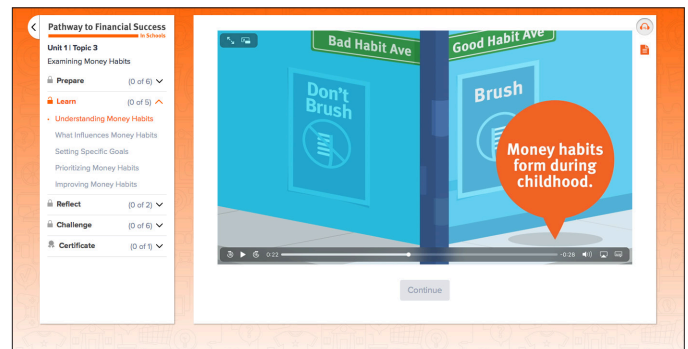 Pathway to Financial Success
in Schools
Unit 1 | Topic 3
Examining Money Habits
Prepare (0 of 6)
Learn (0 of 5)
• Understanding Money Habits
What Influences Money Habits
Setting Specific Goals
Prioritizing Money Habits
Improving Money Habits
Reflect (0 of 2)
Challenge (0 of 6)
Certificate (0 of 1)
Bad Habit Ave
Good Habit Ave
Don't
Brush
Brush
Money habits
form during
childhood.
0:22
-0:28
Continue